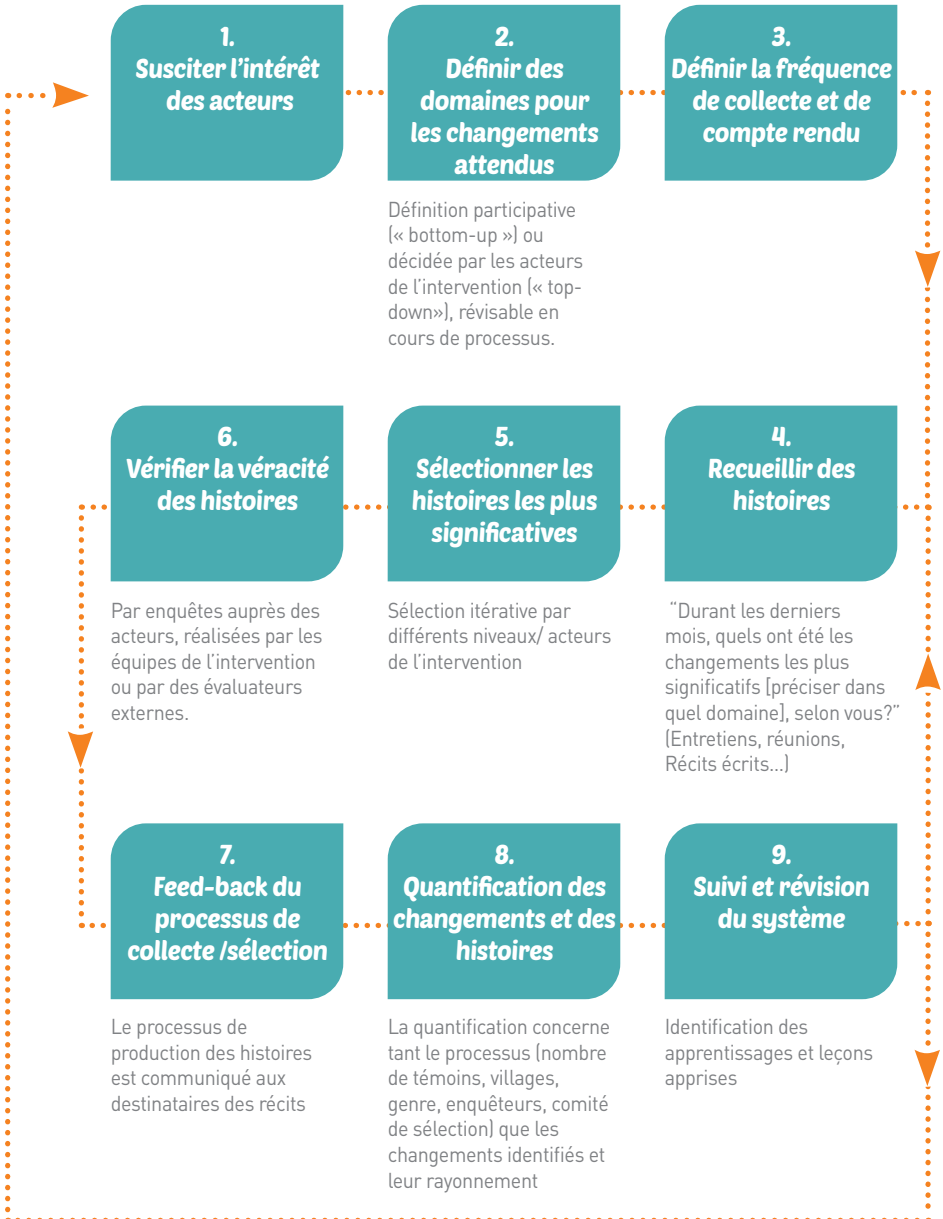 1.
Susciter l’intérêt
des acteurs
2.
Définir des
domaines pour
les changements
attendus
3.
Définir la fréquence
de collecte et de
compte rendu
Définition participative
(« bottom-up ») ou
décidée par les acteurs
de l’intervention (« top-
down»), révisable en
cours de processus.
6.
Vérifier la véracité
des histoires
5.
Sélectionner les
histoires les plus
significatives
4.
Recueillir des
histoires
Par enquêtes auprès des
acteurs, réalisées par les
équipes de l’intervention
ou par des évaluateurs
externes.
Sélection itérative par
différents niveaux/ acteurs
de l’intervention
“Durant les derniers
mois, quels ont été les
changements les plus
significatifs [préciser dans
quel domaine], selon vous?”
(Entretiens, réunions,
Récits écrits...)
7.
Feed-back du
processus de
collecte /sélection
8.
Quantification des
changements et des
histoires
9.
Suivi et révision
du système
Le processus de
production des histoires
est communiqué aux
destinataires des récits
La quantification concerne
tant le processus (nombre
de témoins, villages,
genre, enquêteurs, comité
de sélection) que les
changements identifiés et
leur rayonnement
Identification des
apprentissages et leçons
apprises